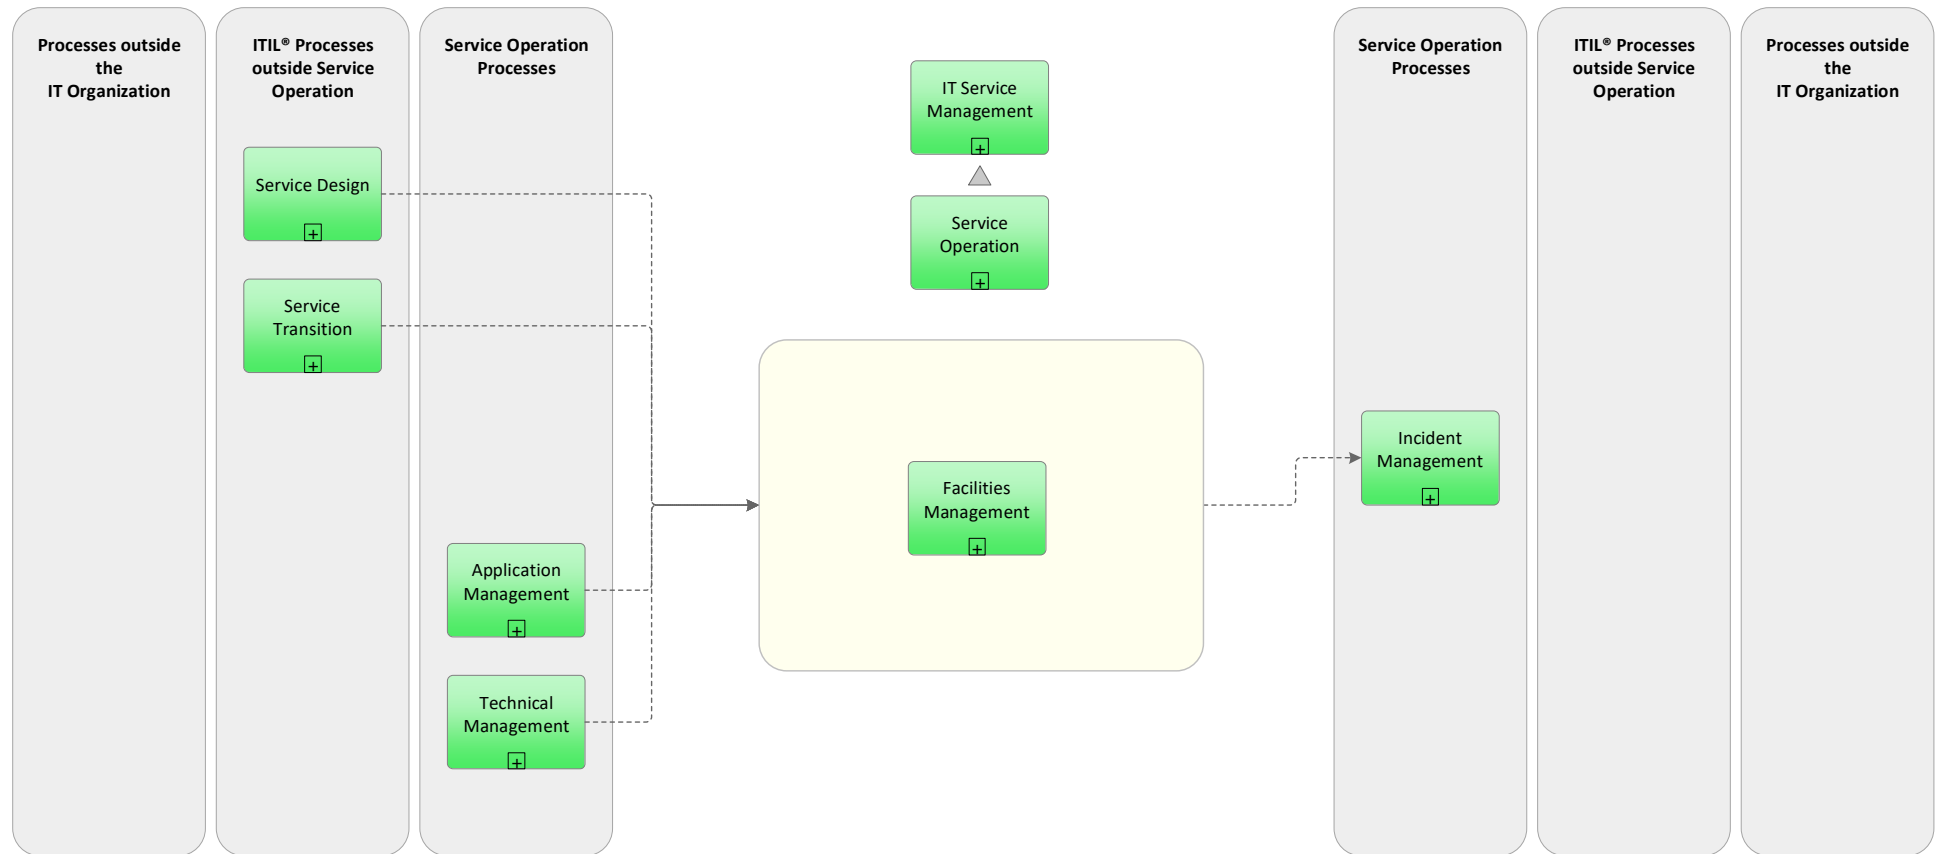 Processes outside
the
IT Organization
ITIL® Processes
outside Service
Operation
Service Operation
Processes
Service Design
+
Service
Transition
+
Application
Management
+
Technical
Management
+
IT Service
Management
+
Service
Operation
+
Facilities
Management
+
Service Operation
Processes
Incident
Management
+
ITIL® Processes
outside Service
Operation
Processes outside
the
IT Organization